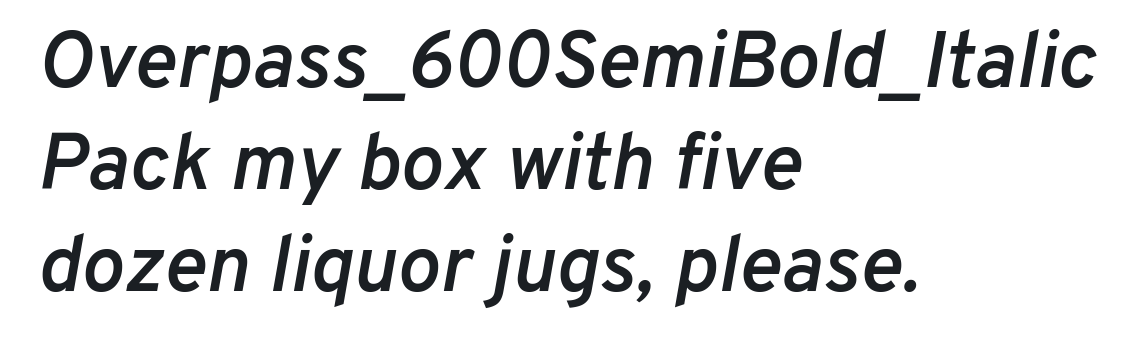 Overpass_600SemiBold_Italic
Pack my box with five
dozen liquor jugs, please.